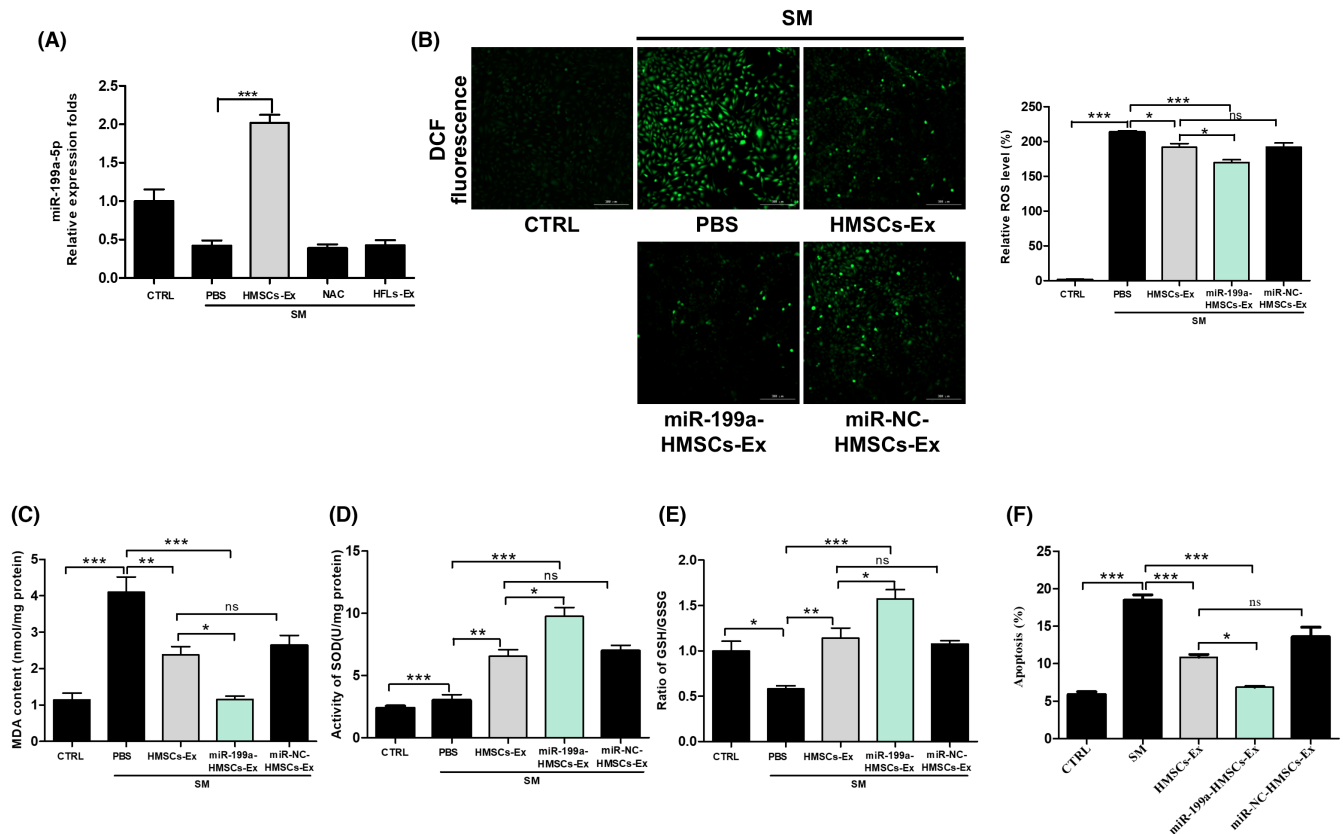 (A)
miR-199a-5p
Relative expression folds
2.5
2.0
1.5
1.0
0.5
0.0
***
CTRL
PBS
HMSCs-Ex
NAC
HFLs-Ex
SM
(B)
SM
DCF
fluorescence
CTRL
PBS
HMSCs-Ex
miR-199a-
HMSCs-Ex
miR-NC-
HMSCs-Ex
Relative ROS level (%)
250
200
150
100
50
0
***
***
*
ns
*
CTRL
PBS
HMSCs-Ex
miR-199a-
HMSCs-Ex
miR-NC-
HMSCs-Ex
SM
(C)
MDA content (nmol/mg protein)
5
4
3
2
1
0
***
***
**
ns
*
CTRL
PBS
HMSCs-Ex
miR-199a-
HMSCs-Ex
miR-NC-
HMSCs-Ex
SM
(D)
Activity of SOD(U/mg protein)
15
10
5
0
***
ns
*
**
***
CTRL
PBS
HMSCs-Ex
miR-199a-
HMSCs-Ex
miR-NC-
HMSCs-Ex
SM
(E)
Ratio of GSH/GSSG
2.0
1.5
1.0
0.5
0.0
***
ns
*
**
*
CTRL
PBS
HMSCs-Ex
miR-199a-
HMSCs-Ex
miR-NC-
HMSCs-Ex
SM
(F)
Apoptosis (%)
25
20
15
10
5
0
***
***
***
ns
*
CTRL
SM
HMSCs-Ex
miR-199a-HMSCs-Ex
miR-NC-HMSCs-Ex